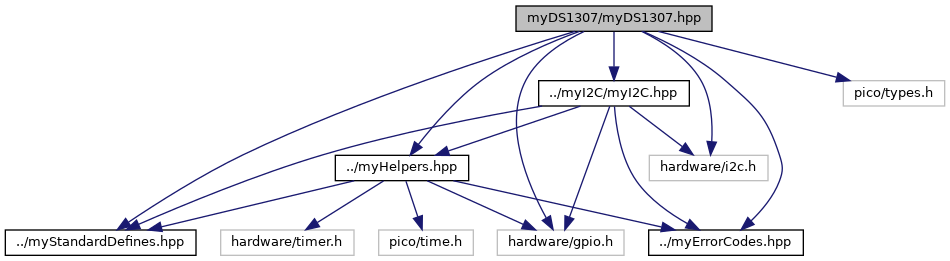 myDS1307/myDS1307.hpp
../myI2C/myI2C.hpp
pico/types.h
../myHelpers.hpp
hardware/i2c.h
../myStandardDefines.hpp
hardware/timer.h
pico/time.h
hardware/gpio.h
../myErrorCodes.hpp